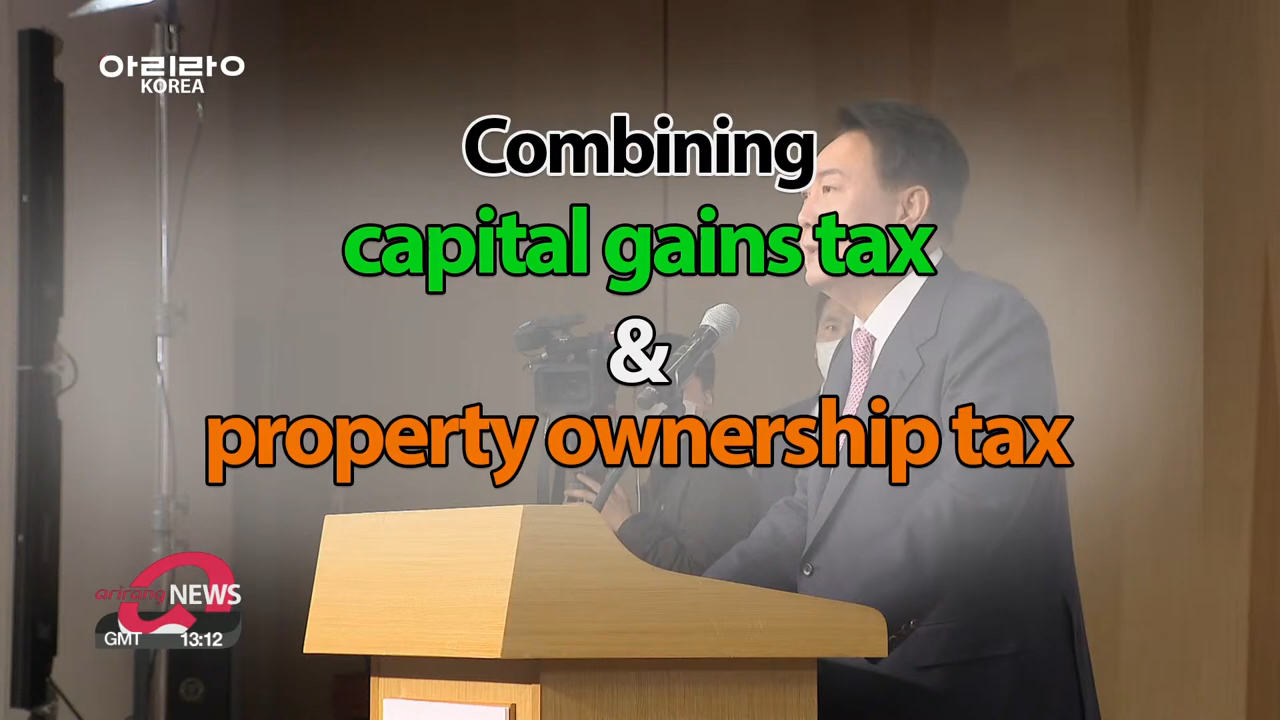 아리랑
KOREA
Combining
capital gains tax
&
property ownership tax
arirang NEWS
GMT 13:12